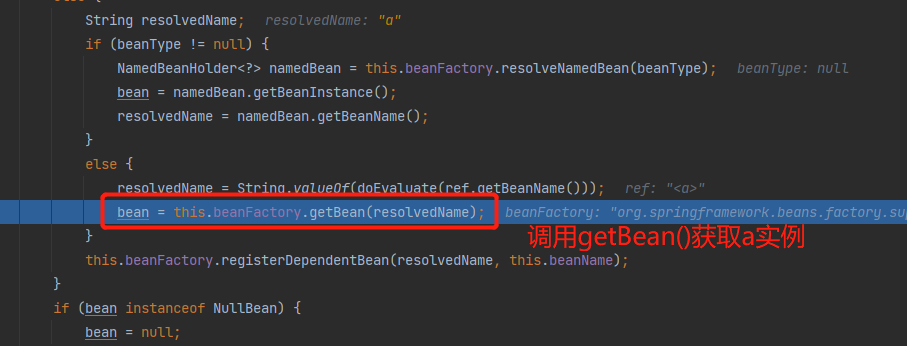 String resolvedName; resolvedName: "a"
if (beanType != null) {
NamedBeanHolder<?> namedBean = this.beanFactory.resolveNamedBean(beanType); beanType: null
bean = namedBean.getBeanInstance();
resolvedName = namedBean.getBeanName();
}
else {
resolvedName = String.valueOf(doEvaluate(ref.getBeanName())); ref: "<a>"
bean = this.beanFactory.getBean(resolvedName); beanFactory: "org.springframework.beans.factory.su
}
调用getBean()获取a实例
this.beanFactory.registerDependentBean(resolvedName, this.beanName);
}
if (bean instanceof NullBean) {
bean = null;